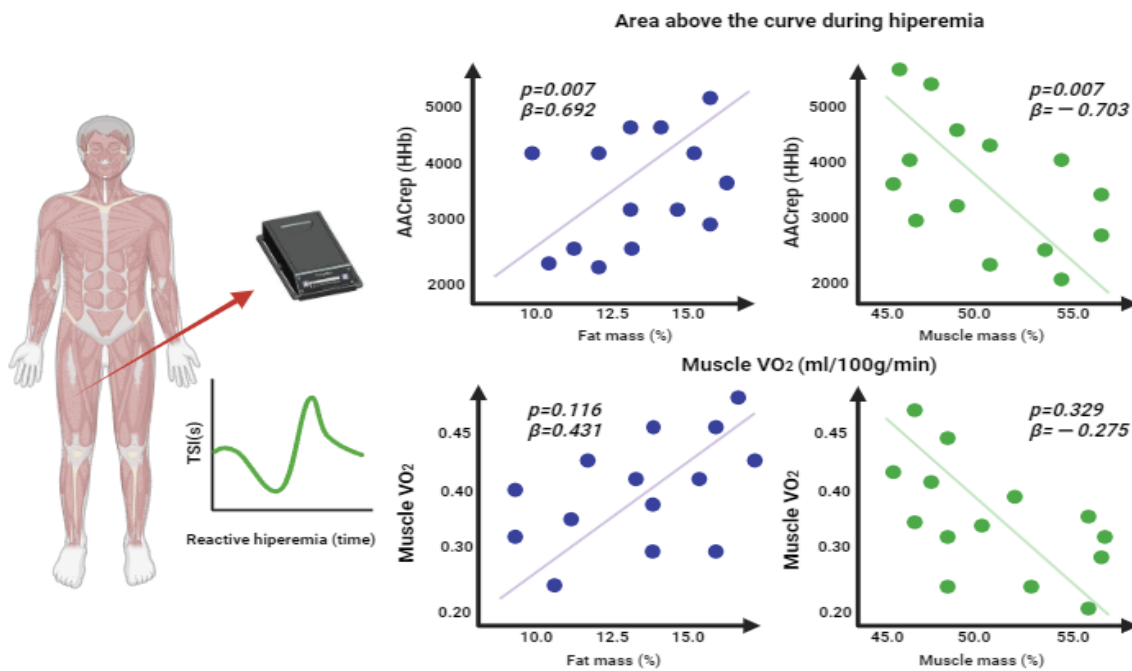 Area above the curve during hiperemia
AACrep (HHb)
5000
4000
3000
2000
p=0.007
β=0.692
10.0 12.5 15.0
Fat mass (%)
AACrep (HHb)
5000
4000
3000
2000
p=0.007
β=−0.703
45.0 50.0 55.0
Muscle mass (%)
TSI(s)
Reactive hiperemia (time)
Muscle VO₂ (ml/100g/min)
Muscle VO₂
0.45
0.40
0.30
0.20
p=0.116
β=0.431
10.0 12.5 15.0
Fat mass (%)
Muscle VO₂
0.45
0.40
0.30
0.20
p=0.329
β=−0.275
45.0 50.0 55.0
Muscle mass (%)